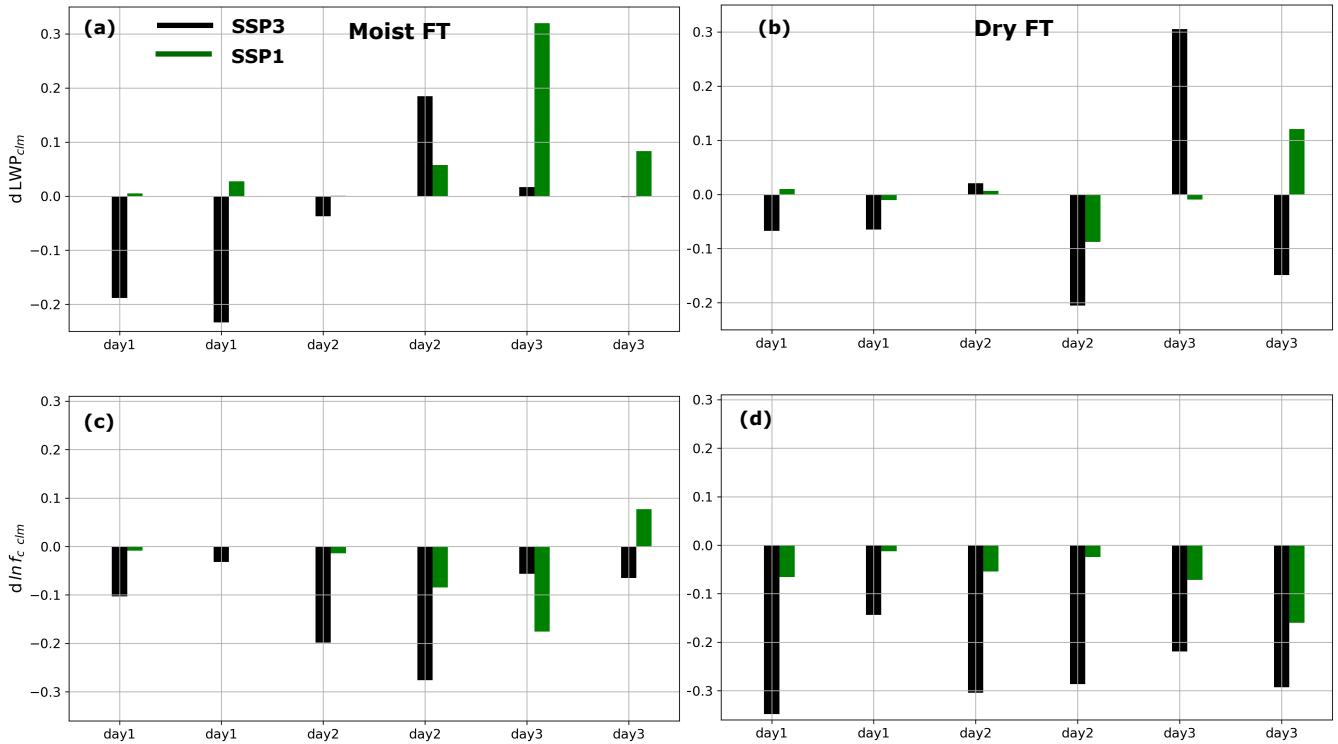 (a)
SSP3
SSP1
Moist FT
0.3
0.2
0.1
0.0
−0.1
−0.2
d LWP clm
day1
day1
day2
day2
day3
day3
(b)
Dry FT
0.3
0.2
0.1
0.0
-0.1
-0.2
day1
day1
day2
day2
day3
day3
(c)
0.3
0.2
0.1
0.0
−0.1
−0.2
−0.3
d ln f c clm
day1
day1
day2
day2
day3
day3
(d)
0.3
0.2
0.1
0.0
-0.1
-0.2
-0.3
day1
day1
day2
day2
day3
day3